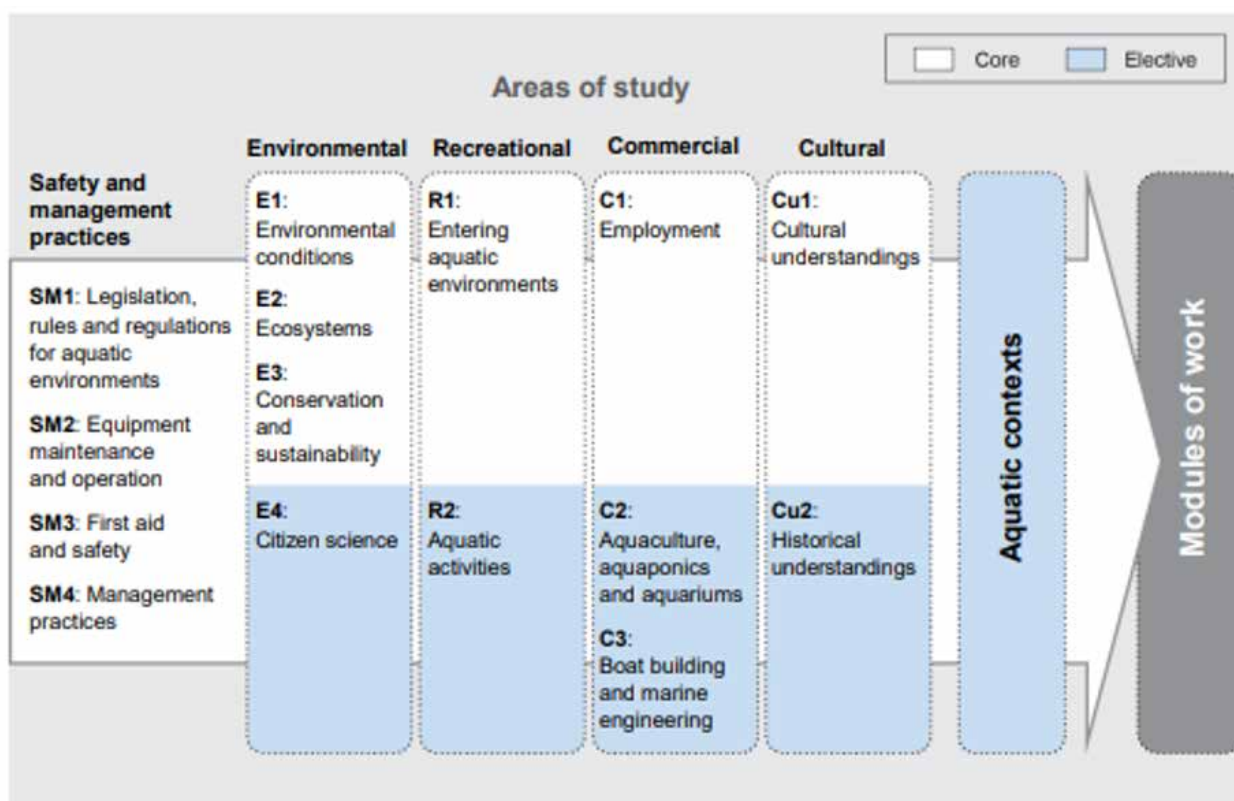 Core
Elective
Areas of study
Safety and
management
practices
SM1: Legislation,
rules and regulations
for aquatic
environments
SM2: Equipment
maintenance
and operation
SM3: First aid
and safety
SM4: Management
practices
Environmental
E1:
Environmental
conditions
E2:
Ecosystems
E3:
Conservation
and
sustainability
E4:
Citizen science
Recreational
R1:
Entering
aquatic
environments
R2:
Aquatic
activities
Commercial
C1:
Employment
C2:
Aquaculture,
aquaponics
and aquariums
C3:
Boat building
and marine
engineering
Cultural
Cu1:
Cultural
understandings
Cu2:
Historical
understandings
Aquatic contexts
Modules of work